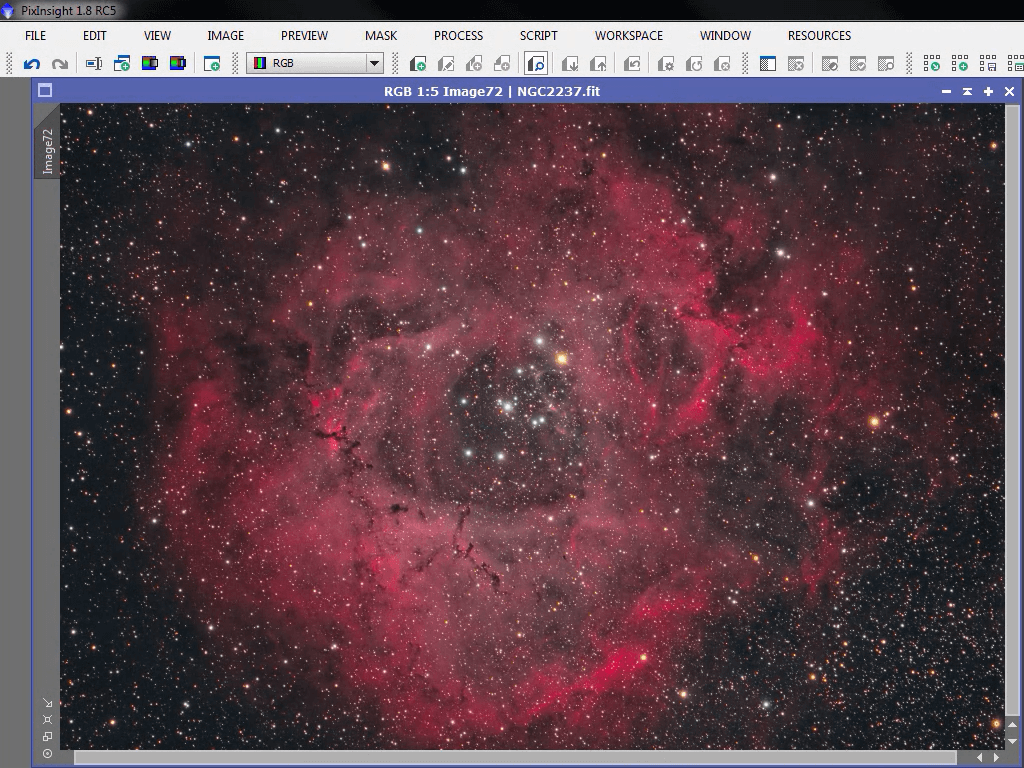 PixInsight 1.8 RC5
FILE EDIT VIEW IMAGE PREVIEW MASK PROCESS SCRIPT WORKSPACE WINDOW RESOURCES
RGB
RGB 1:5 Image72 | NGC2237.fit
Image72